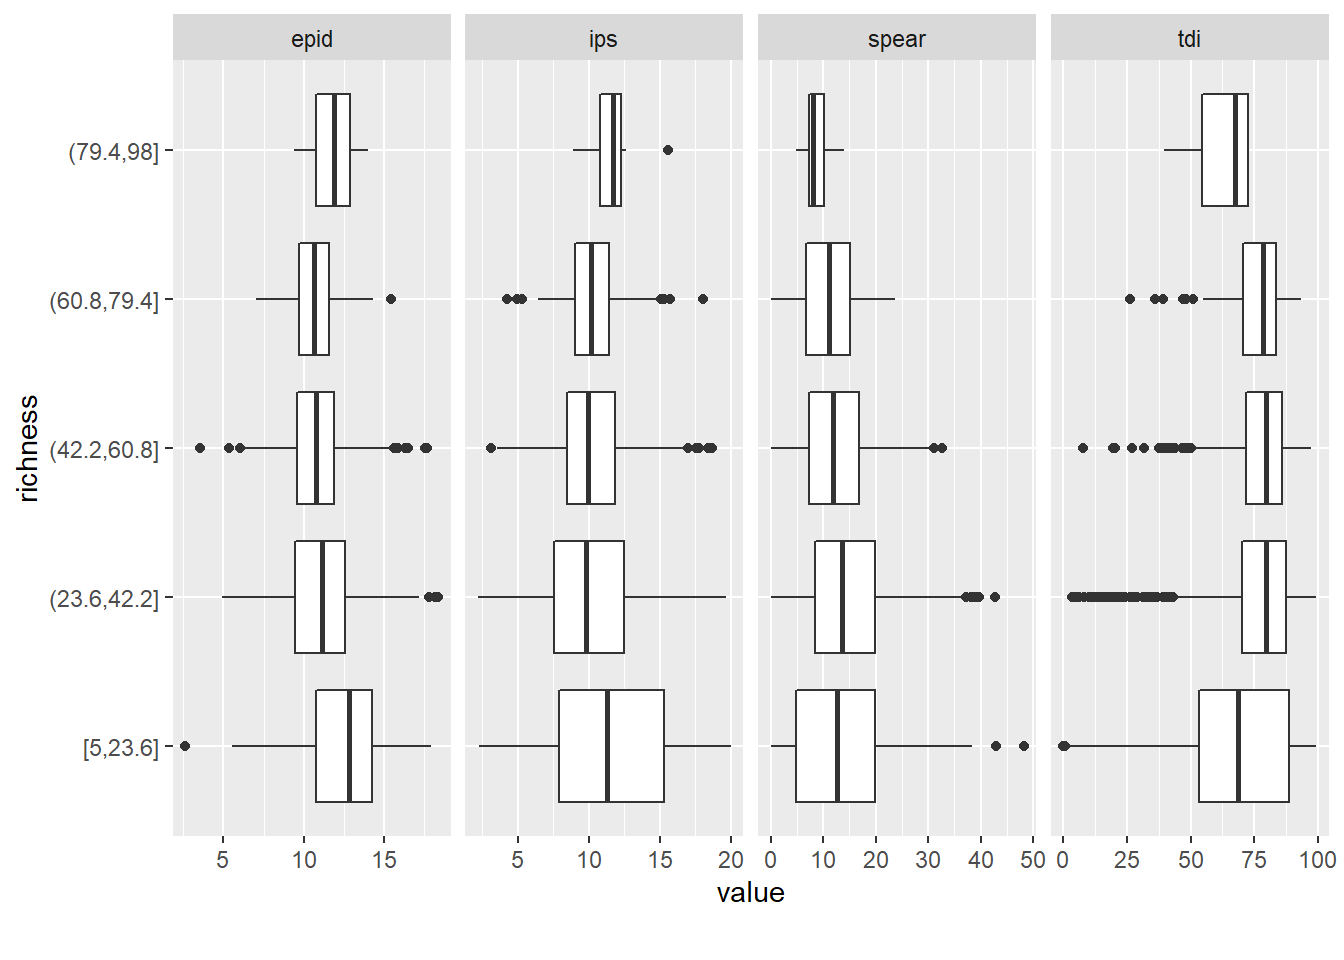 epid ips spear tdi
richness
(79.4,98]
(60.8,79.4]
(42.2,60.8]
(23.6,42.2]
[5,23.6]
5 10 15 5 10 15 20 0 10 20 30 40 50 0 25 50 75 100
value